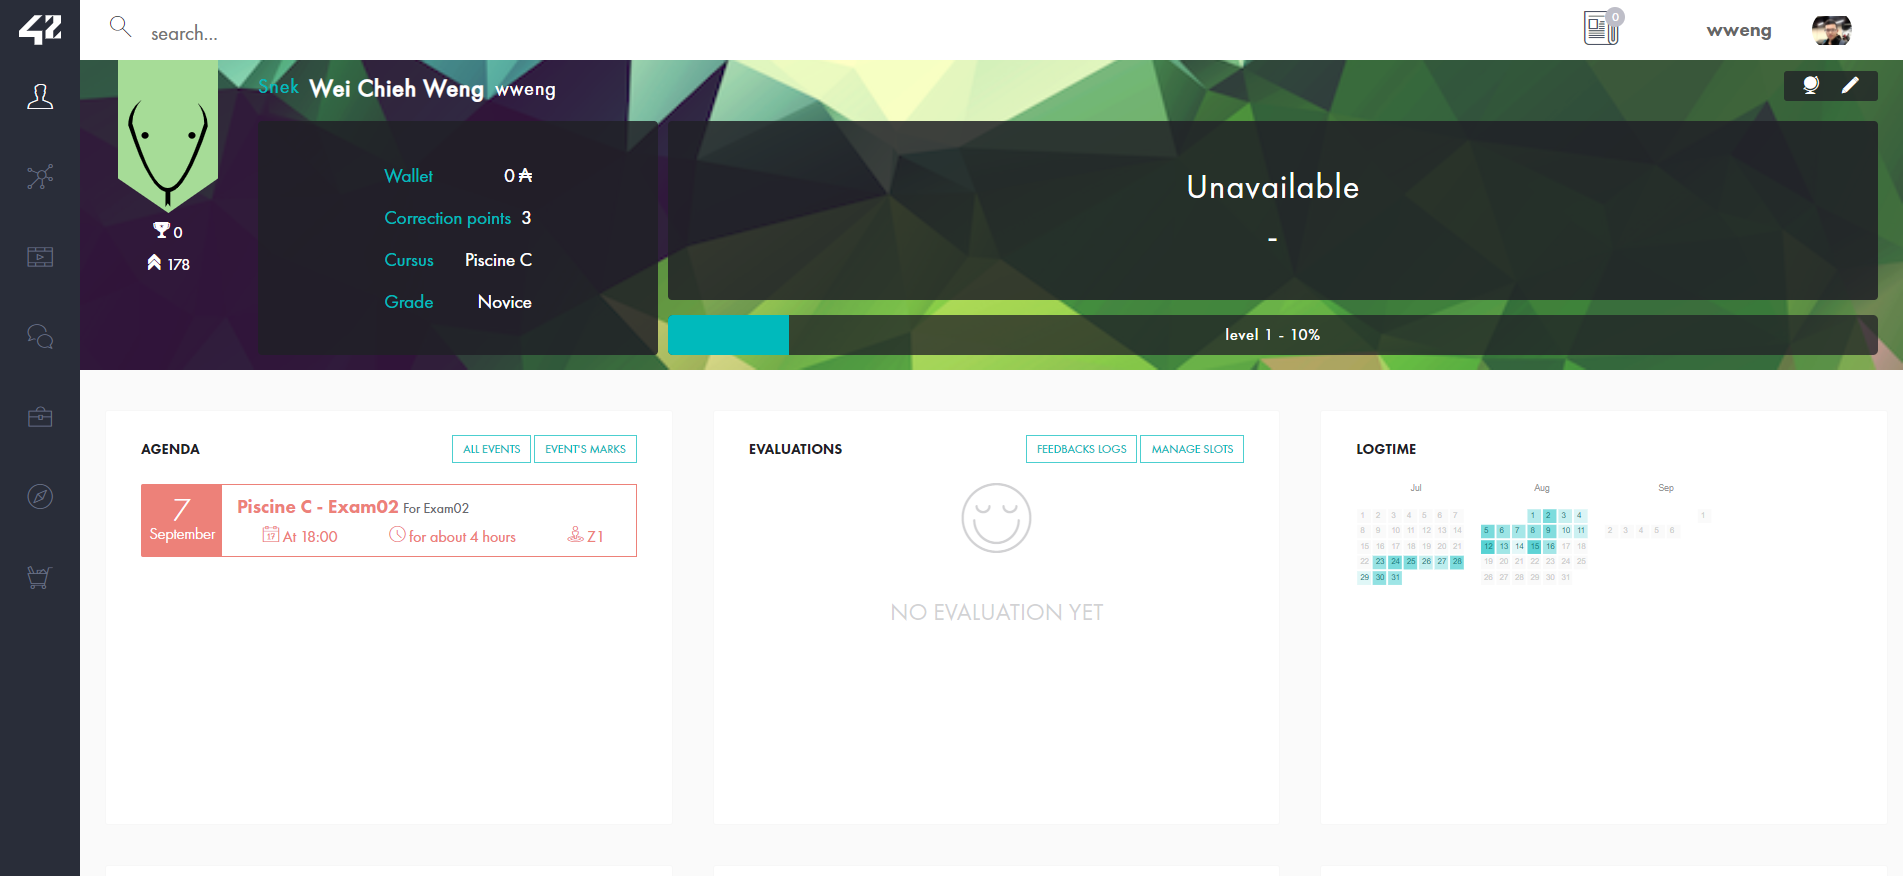 42
search...
0
wweng
Snek Wei Chieh Weng wweng
0
178
Wallet 0 ₳
Correction points 3
Cursus Piscine C
Grade Novice
Unavailable
-
level 1 - 10%
AGENDA
ALL EVENTS EVENT'S MARKS
7
September
Piscine C - Exam02 For Exam02
17 At 18:00 for about 4 hours Z1
EVALUATIONS
FEEDBACKS LOGS MANAGE SLOTS
NO EVALUATION YET
LOGTIME
Jul
1 2 3 4 5 6 7
8 9 10 11 12 13 14
15 16 17 18 19 20 21
22 23 24 25 26 27 28
29 30 31
Aug
1 2 3 4
5 6 7 8 9 10 11
12 13 14 15 16 17 18
19 20 21 22 23 24 25
26 27 28 29 30 31
Sep
1
2 3 4 5 6